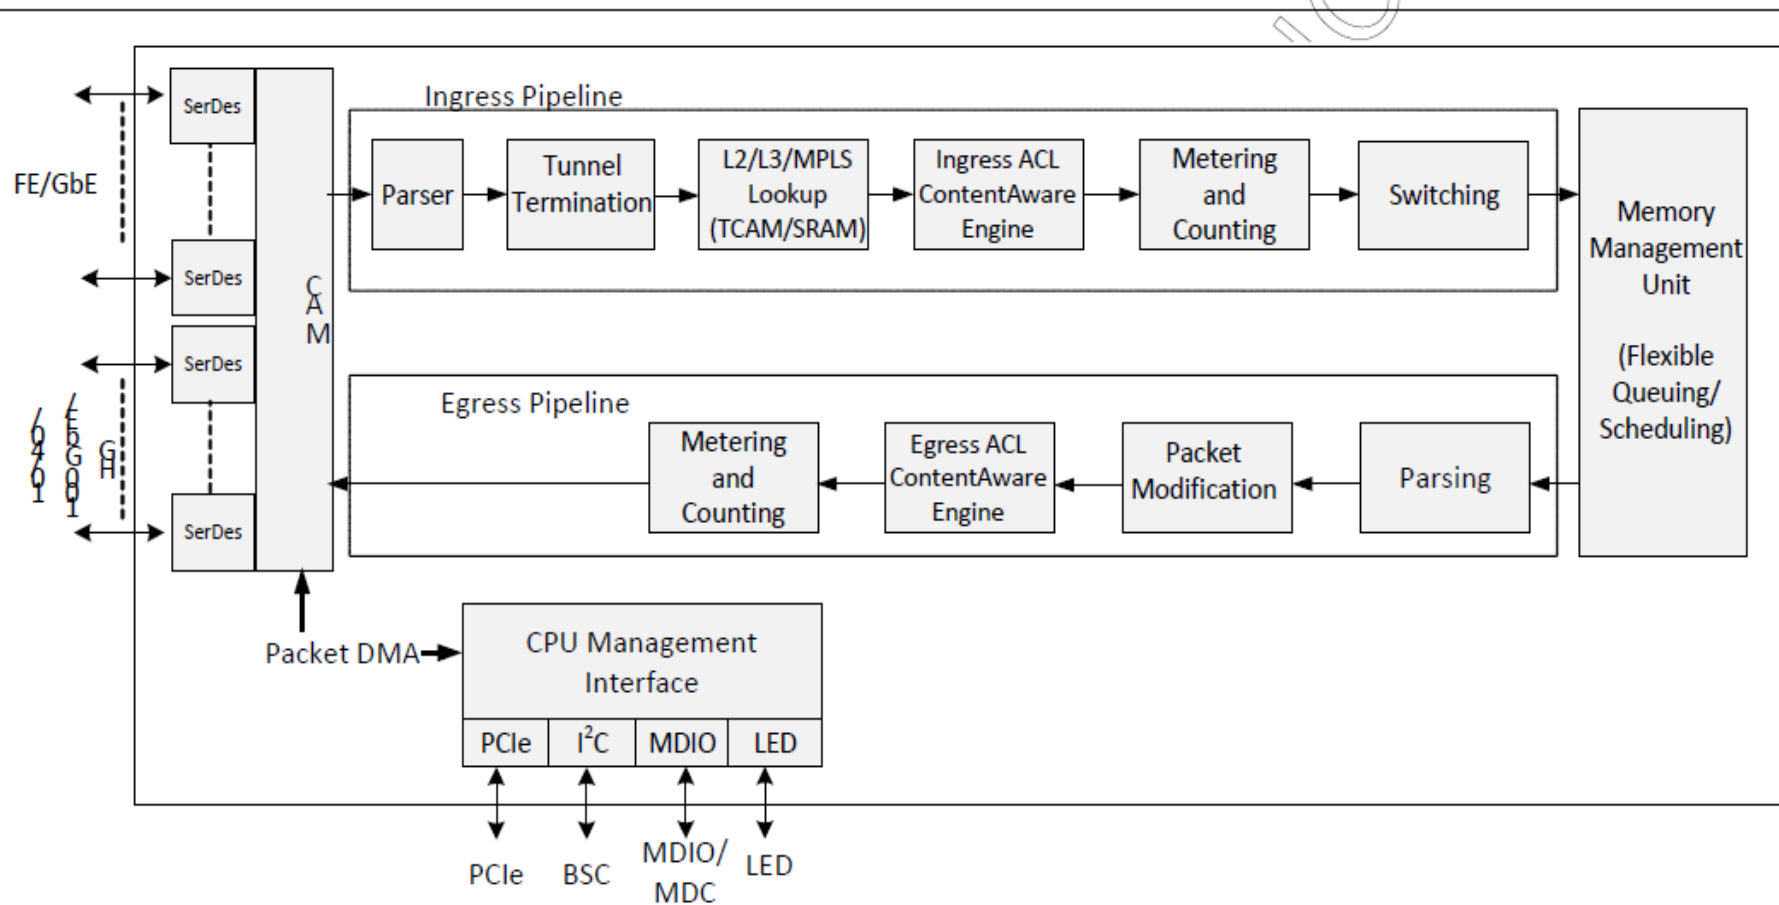 Ingress Pipeline
SerDes
FE/GbE
Parser
Tunnel
Termination
L2/L3/MPLS
Lookup
(TCAM/SRAM)
Ingress ACL
ContentAware
Engine
Metering
and
Counting
Switching
Memory
Management
Unit
(Flexible
Queuing/
Scheduling)
SerDes
C
A
M
SerDes
Egress Pipeline
Metering
and
Counting
Egress ACL
ContentAware
Engine
Packet
Modification
Parsing
SerDes
Packet DMA
CPU Management
Interface
PCIe
I²C
MDIO
LED
PCIe
BSC
MDIO/
MDC
LED